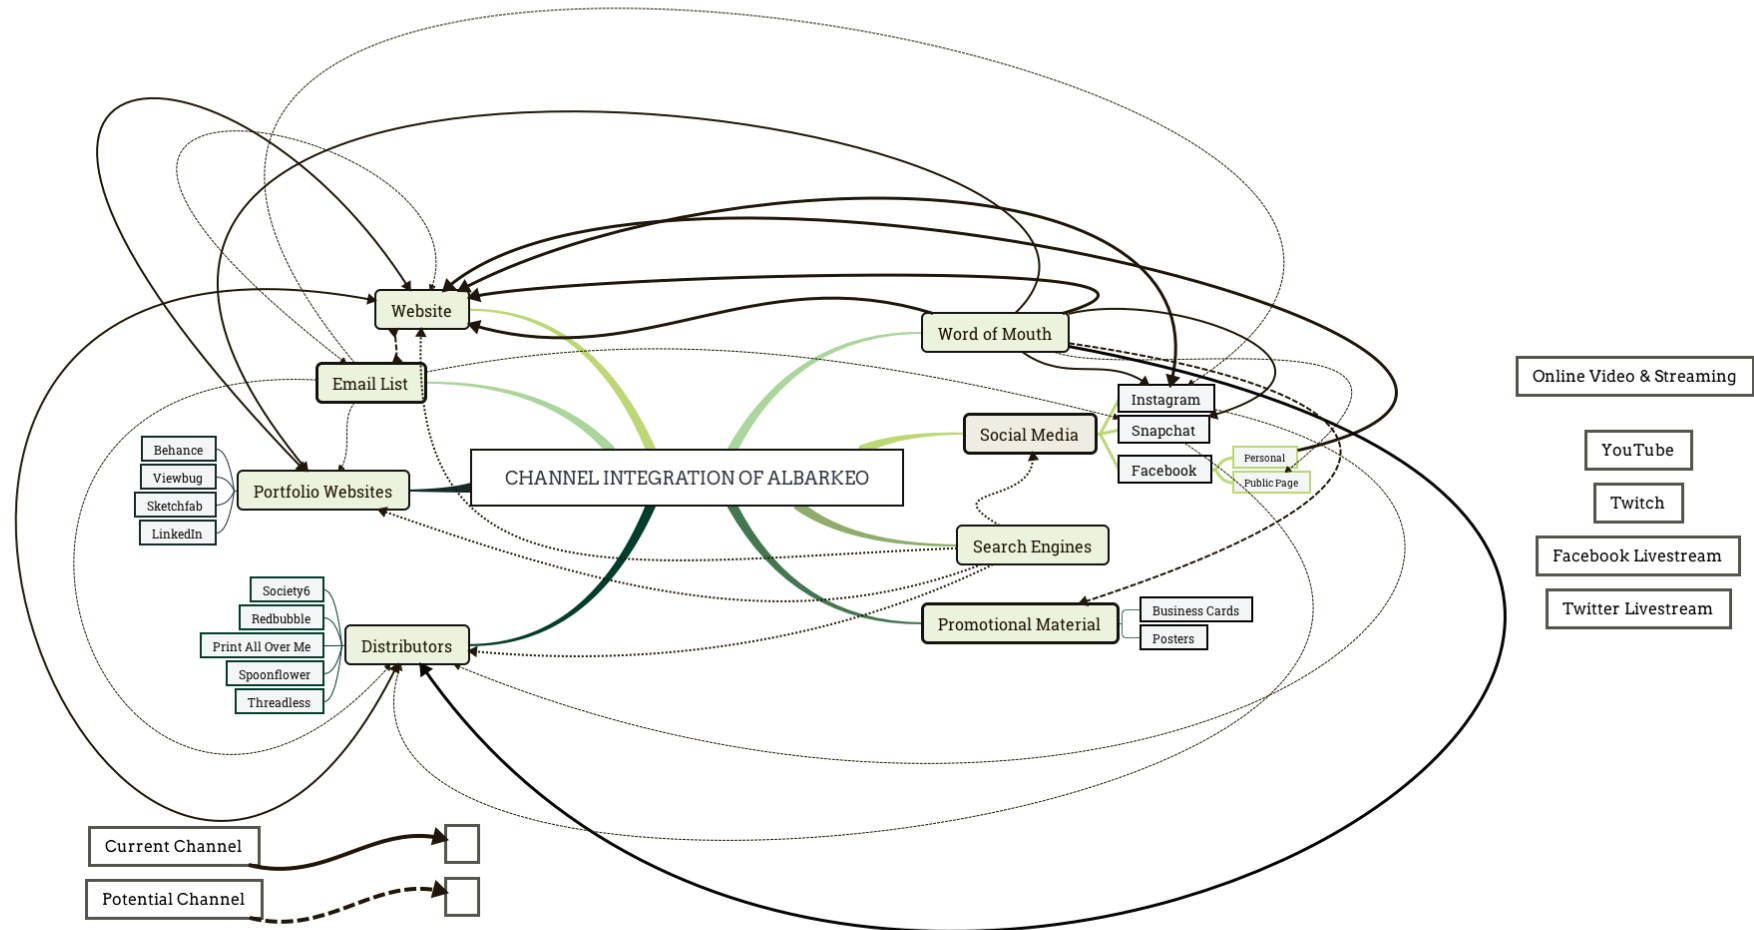 Website
Word of Mouth
Email List
Online Video & Streaming
Instagram
Snapchat
Social Media
Facebook
Personal
Public Page
Behance
Viewbug
Sketchfab
LinkedIn
Portfolio Websites
CHANNEL INTEGRATION OF ALBARKEO
YouTube
Twitch
Facebook Livestream
Twitter Livestream
Search Engines
Society6
Redbubble
Print All Over Me
Spoonflower
Threadless
Distributors
Promotional Material
Business Cards
Posters
Current Channel
Potential Channel